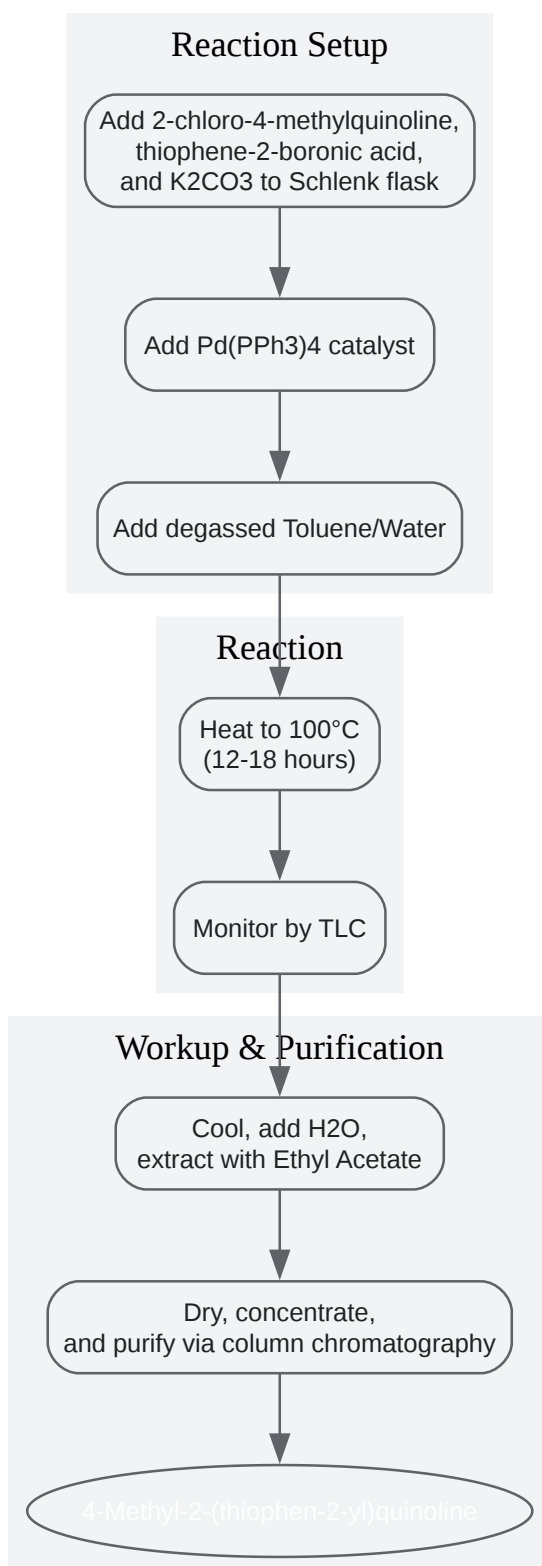 Reaction Setup
Add 2-chloro-4-methylquinoline,
thiophene-2-boronic acid,
and K2CO3 to Schlenk flask
Add Pd(PPh3)4 catalyst
Add degassed Toluene/Water
Reaction
Heat to 100°C
(12-18 hours)
Monitor by TLC
Workup & Purification
Cool, add H2O,
extract with Ethyl Acetate
Dry, concentrate,
and purify via column chromatography
4-Methyl-2-(thiophen-2-yl)quinoline